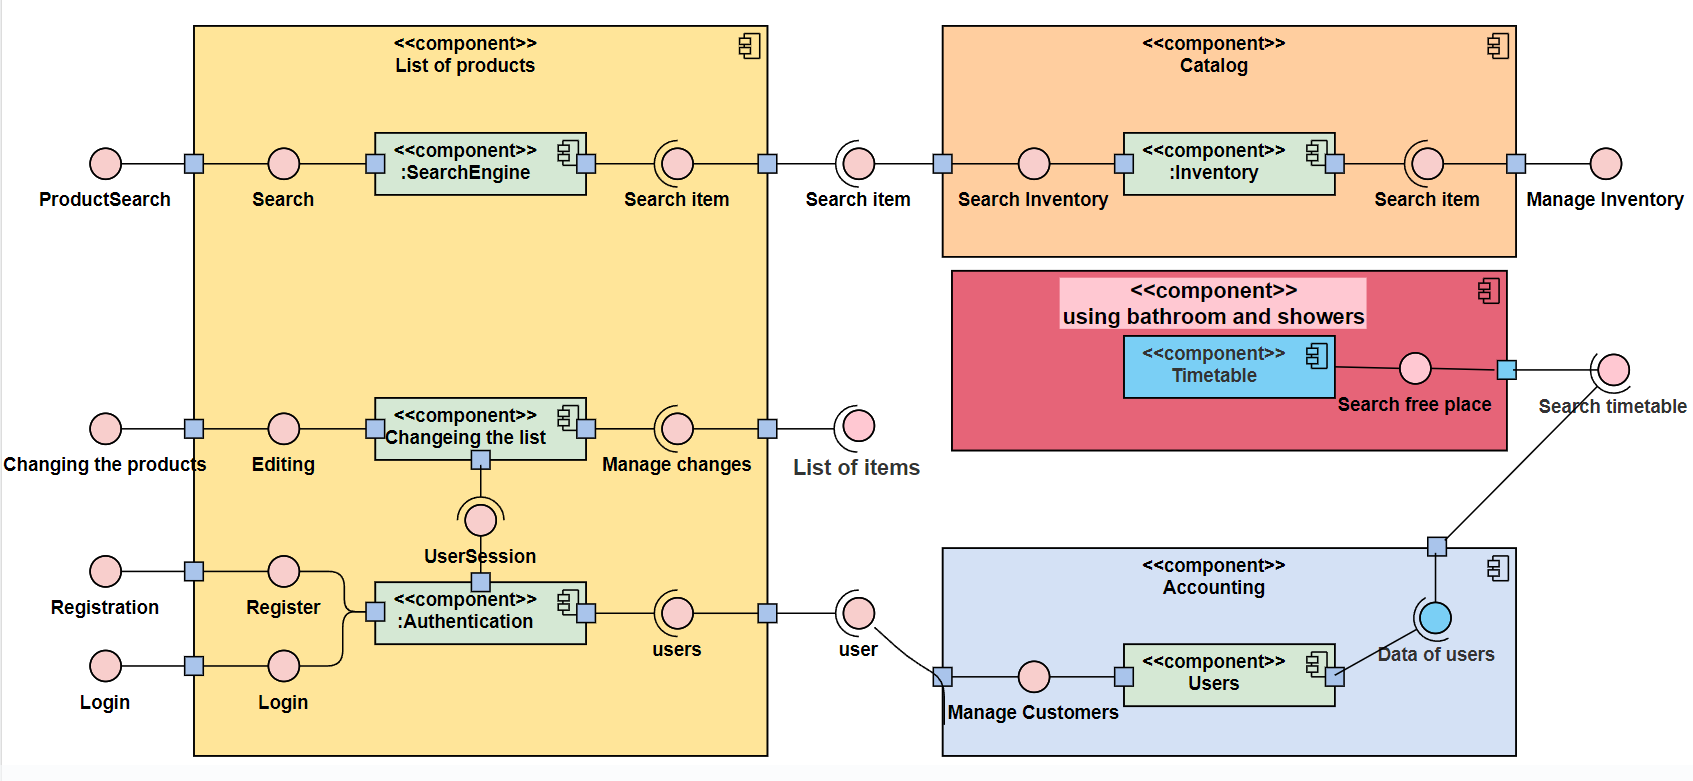 <<component>>
List of products
<<component>>
Catalog
<<component>>
:SearchEngine
<<component>>
:Inventory
ProductSearch
Search
Search item
Search item
Search Inventory
Search item
Manage Inventory
<<component>>
using bathroom and showers
<<component>>
Timetable
Search free place
Search timetable
<<component>>
Changeing the list
Changing the products
Editing
Manage changes
List of items
UserSession
<<component>>
Accounting
<<component>>
:Authentication
Registration
Register
users
user
Data of users
<<component>>
Users
Login
Login
Manage Customers